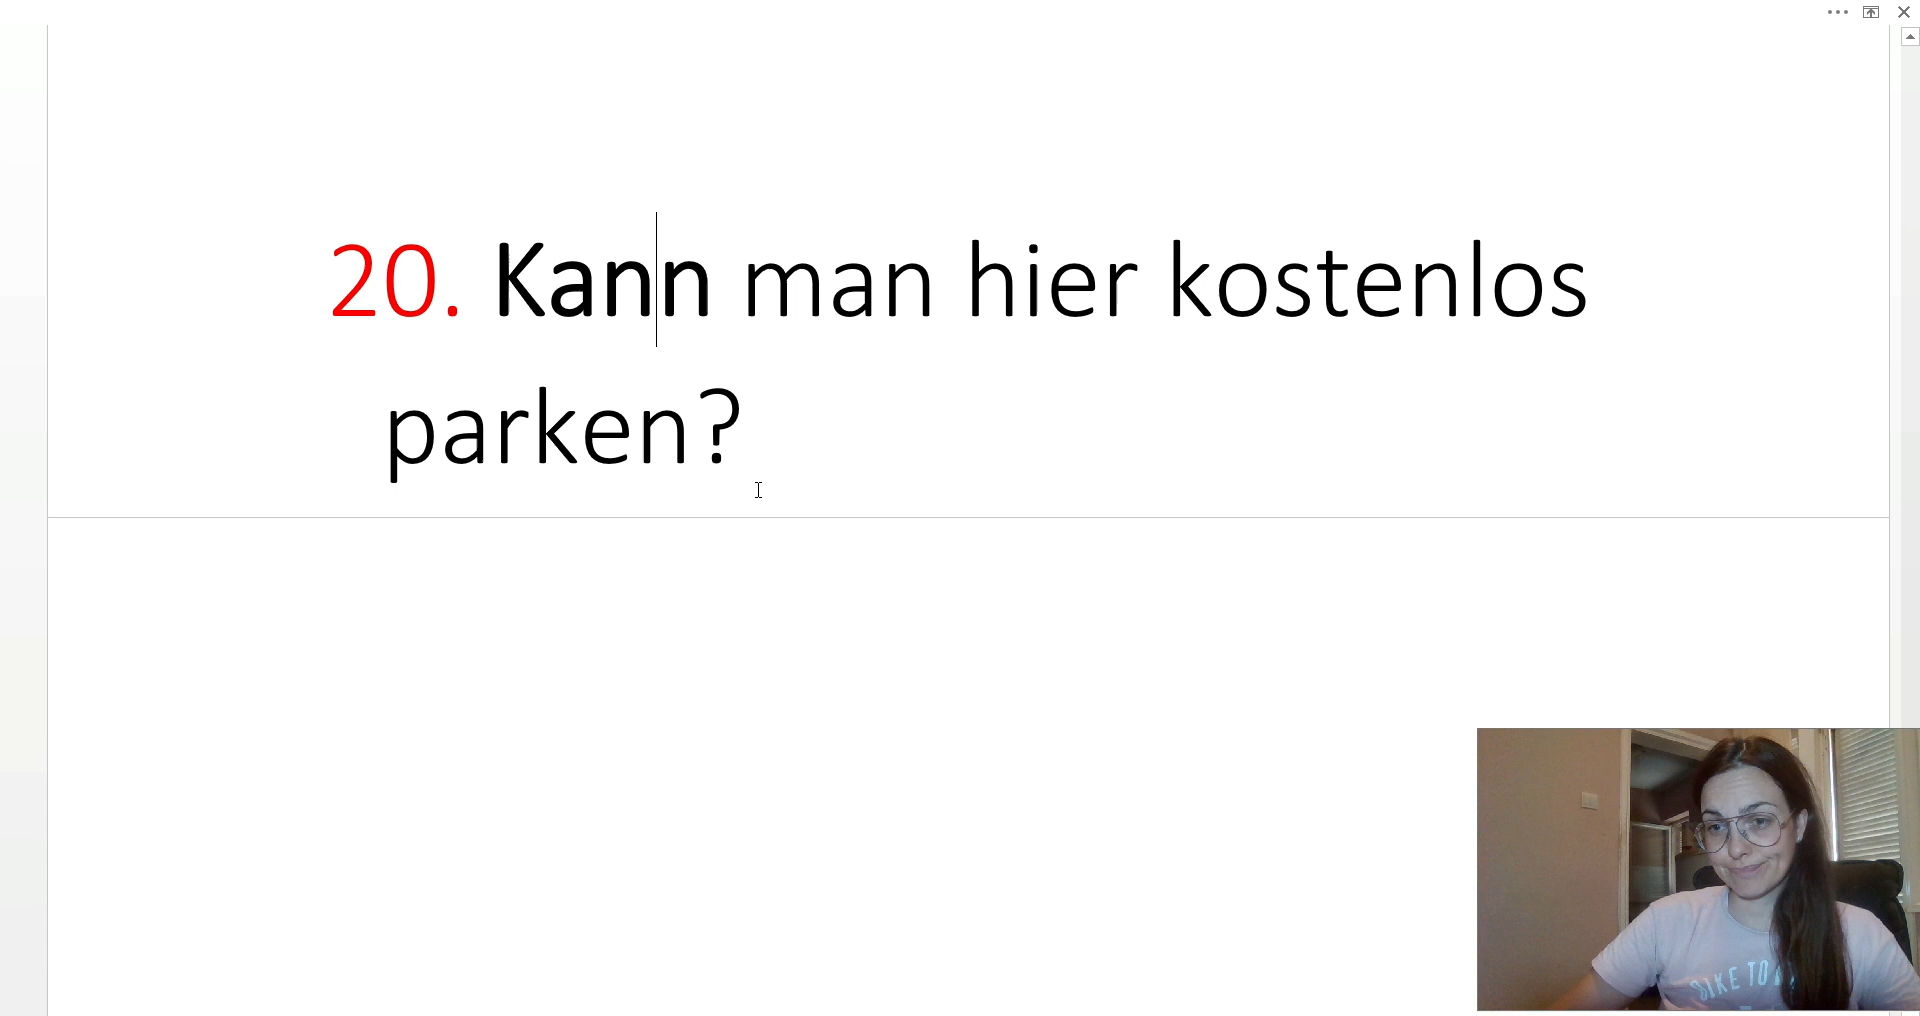 20. Kann man hier kostenlos
parken?